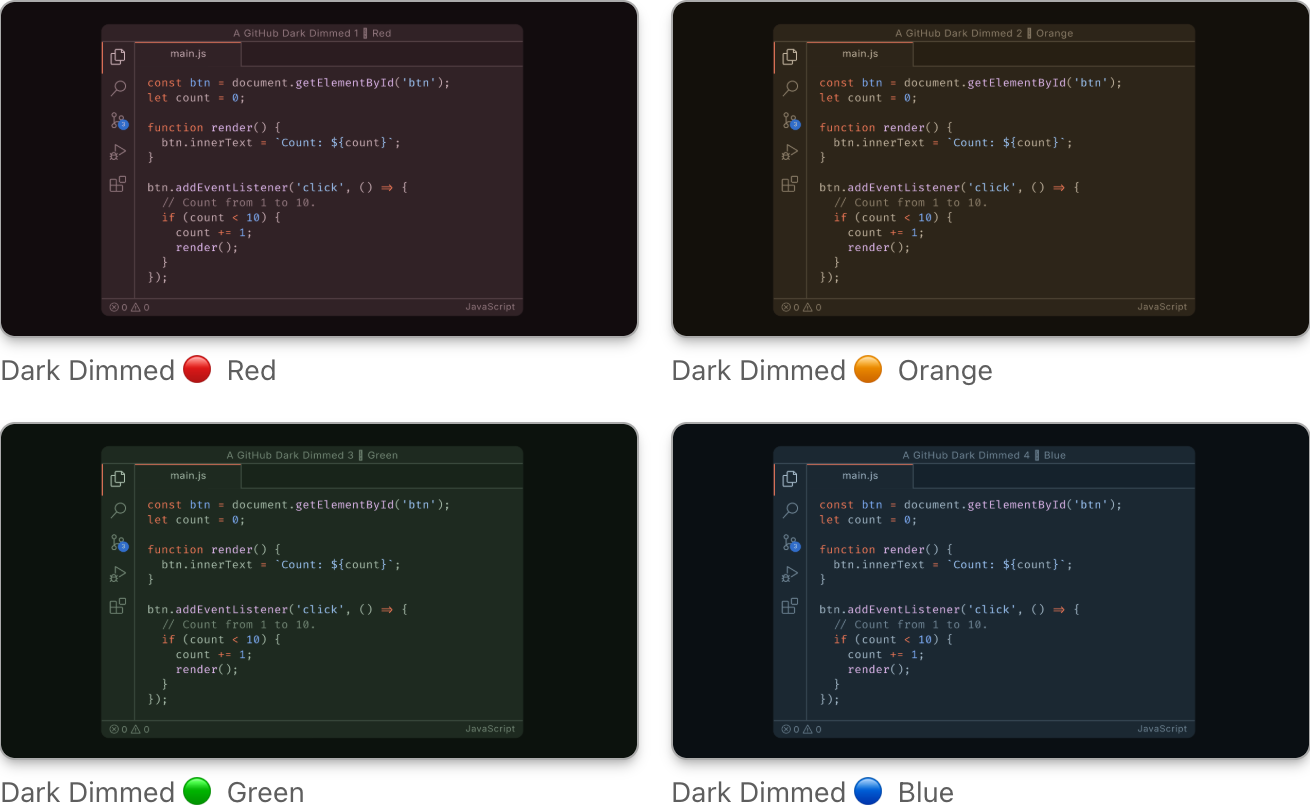 A GitHub Dark Dimmed 1 ▯ Red
main.js
const btn = document.getElementById('btn');
let count = 0;
function render() {
  btn.innerText = `Count: ${count}`;
}
btn.addEventListener('click', () => {
  // Count from 1 to 10.
  if (count < 10) {
    count += 1;
    render();
  }
});
3
0 0
JavaScript
Dark Dimmed 🔴 Red
A GitHub Dark Dimmed 2 ▯ Orange
main.js
const btn = document.getElementById('btn');
let count = 0;
function render() {
  btn.innerText = `Count: ${count}`;
}
btn.addEventListener('click', () => {
  // Count from 1 to 10.
  if (count < 10) {
    count += 1;
    render();
  }
});
3
0 0
JavaScript
Dark Dimmed 🟠 Orange
A GitHub Dark Dimmed 3 ▯ Green
main.js
const btn = document.getElementById('btn');
let count = 0;
function render() {
  btn.innerText = `Count: ${count}`;
}
btn.addEventListener('click', () => {
  // Count from 1 to 10.
  if (count < 10) {
    count += 1;
    render();
  }
});
3
0 0
JavaScript
Dark Dimmed 🟢 Green
A GitHub Dark Dimmed 4 ▯ Blue
main.js
const btn = document.getElementById('btn');
let count = 0;
function render() {
  btn.innerText = `Count: ${count}`;
}
btn.addEventListener('click', () => {
  // Count from 1 to 10.
  if (count < 10) {
    count += 1;
    render();
  }
});
3
0 0
JavaScript
Dark Dimmed 🔵 Blue